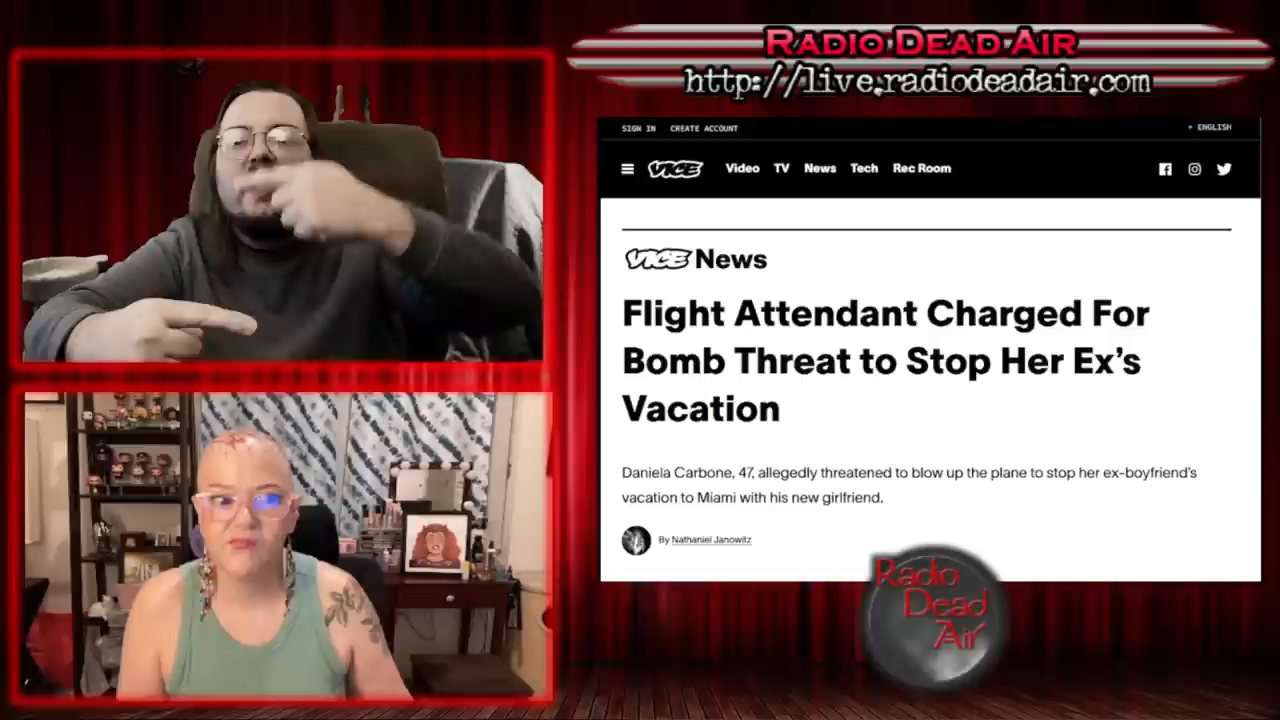 RADIO DEAD AIR
http://live.radiodeadair.com
SIGN IN CREATE ACCOUNT
+ ENGLISH
VICE Video TV News Tech Rec Room
VICE News
Flight Attendant Charged For
Bomb Threat to Stop Her Ex’s
Vacation
Daniela Carbone, 47, allegedly threatened to blow up the plane to stop her ex-boyfriend’s
vacation to Miami with his new girlfriend.
By Nathaniel Janowitz
Radio
Dead
Air